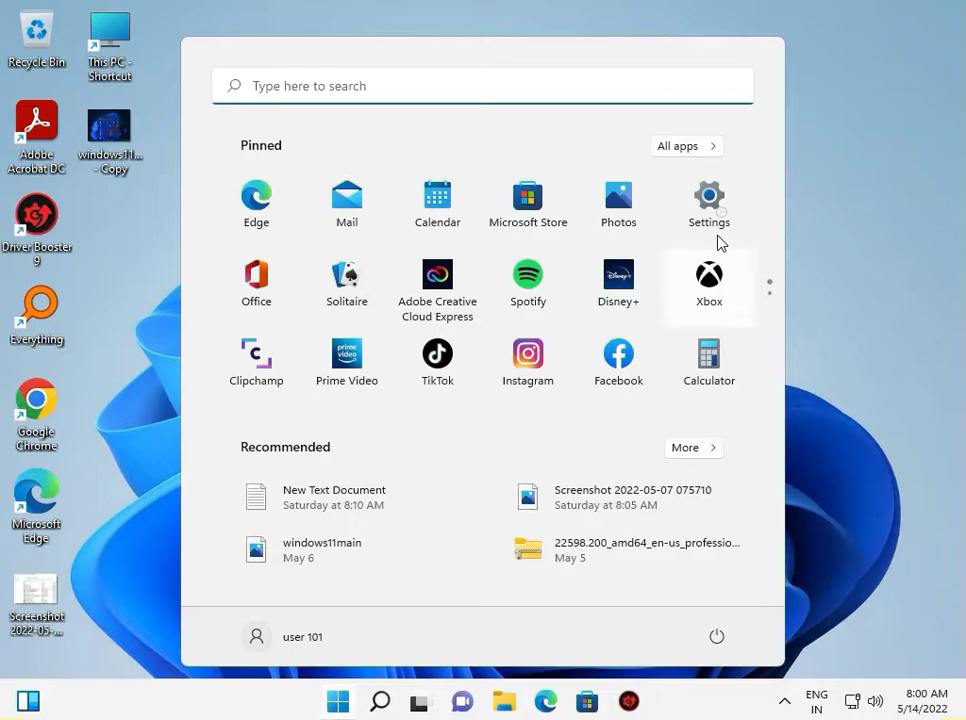 Recycle Bin
This PC -
Shortcut
Adobe
Acrobat DC
windows11...
- Copy
Driver Booster
9
Everything
Google
Chrome
Microsoft
Edge
Screenshot
2022-05-...
Type here to search
Pinned
All apps
Edge
Mail
Calendar
Microsoft Store
Photos
Settings
Office
Solitaire
Adobe Creative
Cloud Express
Disney+
Spotify
Disney+
Xbox
Clipchamp
prime
video
Prime Video
TikTok
Instagram
Facebook
Calculator
Recommended
More
New Text Document
Saturday at 8:10 AM
Screenshot 2022-05-07 075710
Saturday at 8:05 AM
windows11main
May 6
22598.200_amd64_en-us_professio...
May 5
user 101
ENG
IN
8:00 AM
5/14/2022